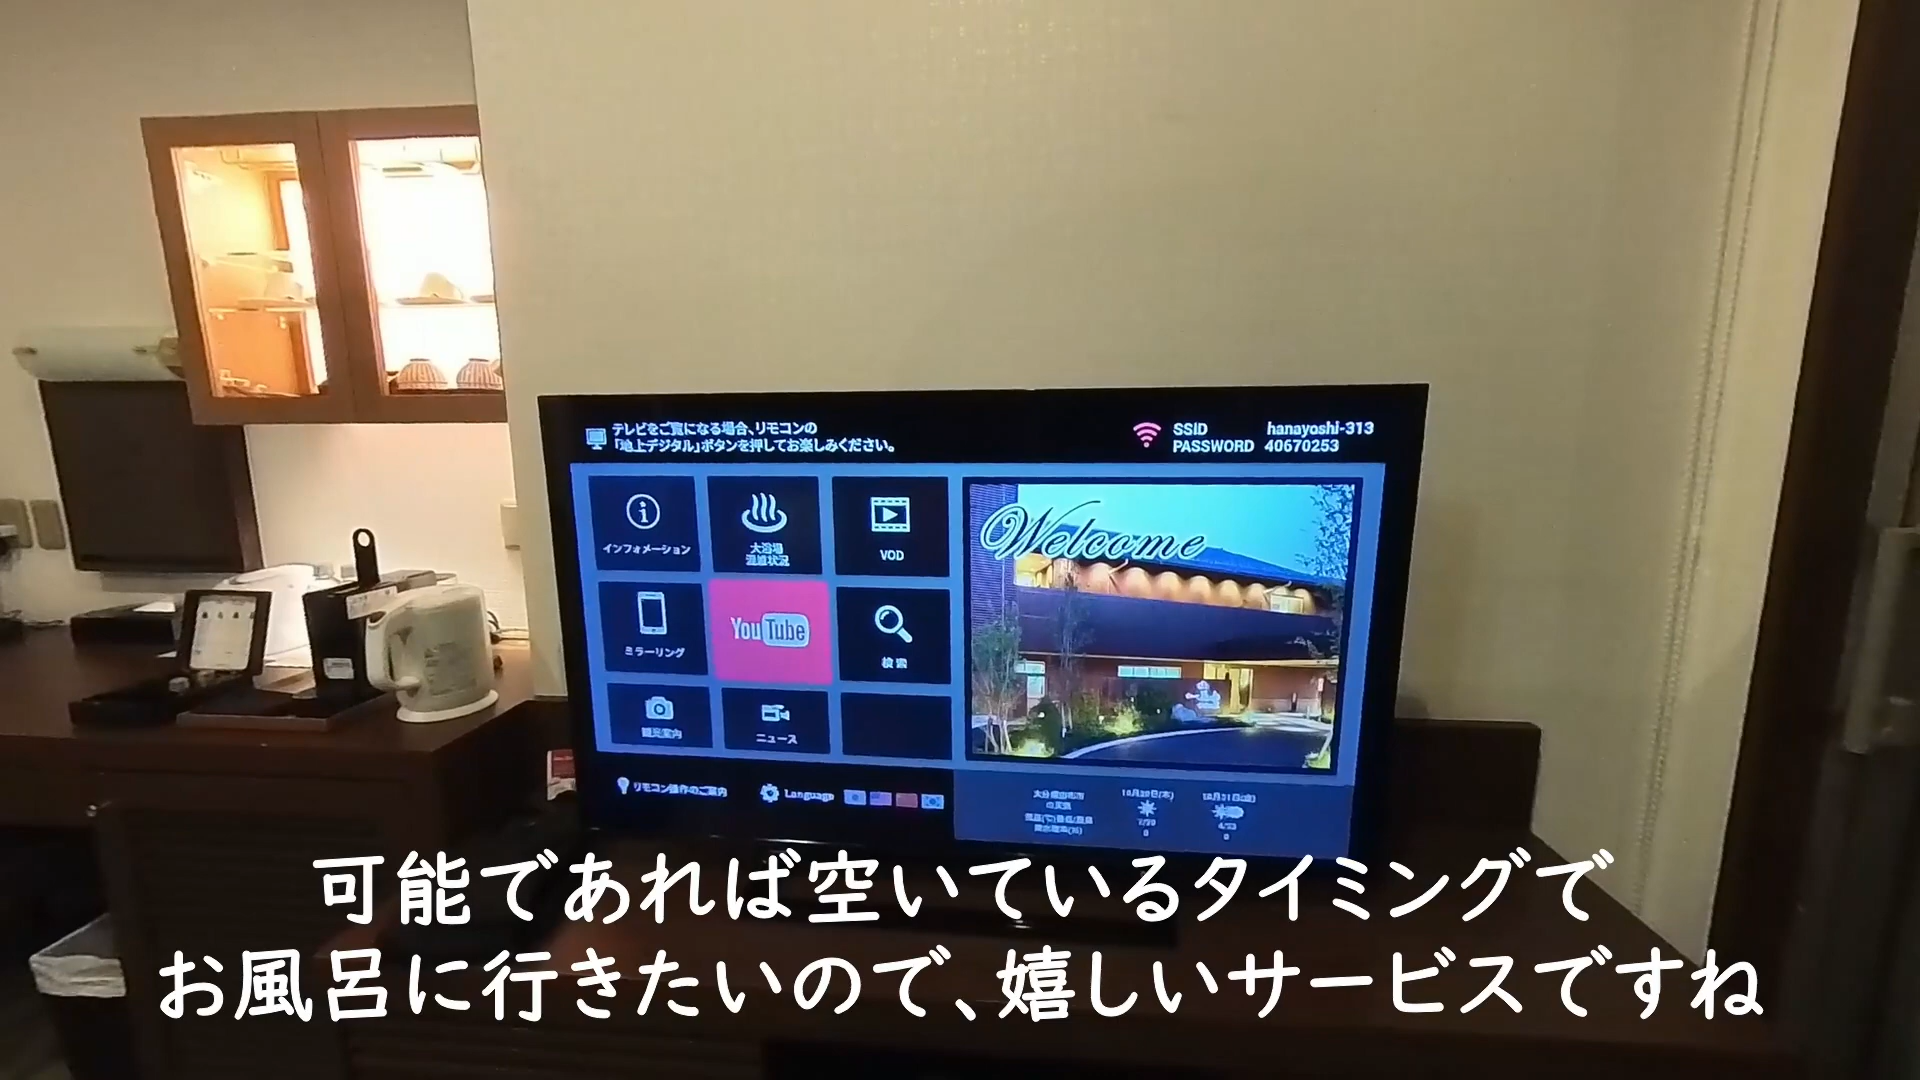 テレビをご覧になる場合、リモコンの
「地上デジタル」ボタンを押してお楽しみください。
SSID hanayoshi-313
PASSWORD 40670253
インフォメーション
大浴場
混雑状況
VOD
Welcome
ミラーリング
YouTube
検索
観光案内
ニュース
リモコン操作のご案内
Language
可能であれば空いているタイミングで
お風呂に行きたいので、嬉しいサービスですね